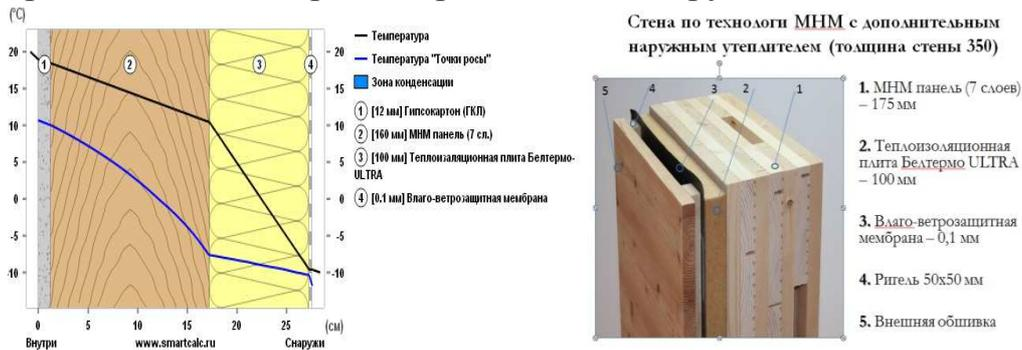 (°C)
20
15
10
5
0
-5
-10
20
15
10
5
0
-5
-10
1
2
3
4
0 5 10 15 20 25 (см)
Внутри www.smartcalc.ru Снаружи
Температура
Температура "Точки росы"
Зона конденсации
1 [12 мм] Гипсокартон (ГКЛ)
2 [160 мм] МНМ панель (7 сл.)
3 [100 мм] Теплоизаляционная плита Белтермо-
ULTRA
4 [0.1 мм] Влаго-ветрозащитная мембрана
Стена по технологи МНМ с дополнительным
наружным утеплителем (толщина стены 350)
5 4 3 2 1
1. МНМ панель (7 слоев)
– 175 мм
2. Теплоизоляционная
плита Белтермо ULTRA
– 100 мм
3. Влаго-ветрозащитная
мембрана – 0,1 мм
4. Ригель 50х50 мм
5. Внешняя обшивка